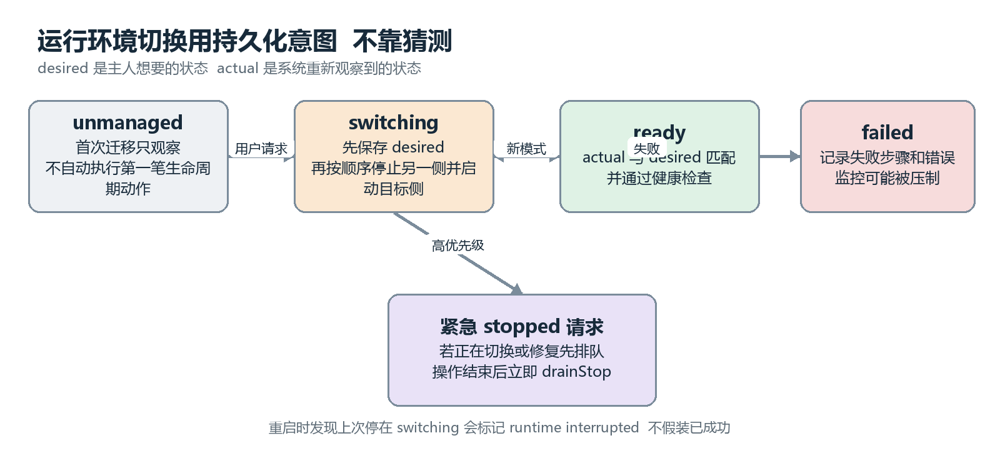 运行环境切换用持久化意图 不靠猜测
desired 是主人想要的状态 actual 是系统重新观察到的状态
unmanaged
首次迁移只观察
不自动执行第一笔生命周
期动作
用户请求
switching
先保存 desired
再按顺序停止另一侧并启
动目标侧
新模式
ready
失败
actual 与 desired 匹配
并通过健康检查
failed
记录失败步骤和错误
监控可能被压制
高优先级
紧急 stopped 请求
若正在切换或修复先排队
操作结束后立即 drainStop
重启时发现上次停在 switching 会标记 runtime interrupted 不假装已成功